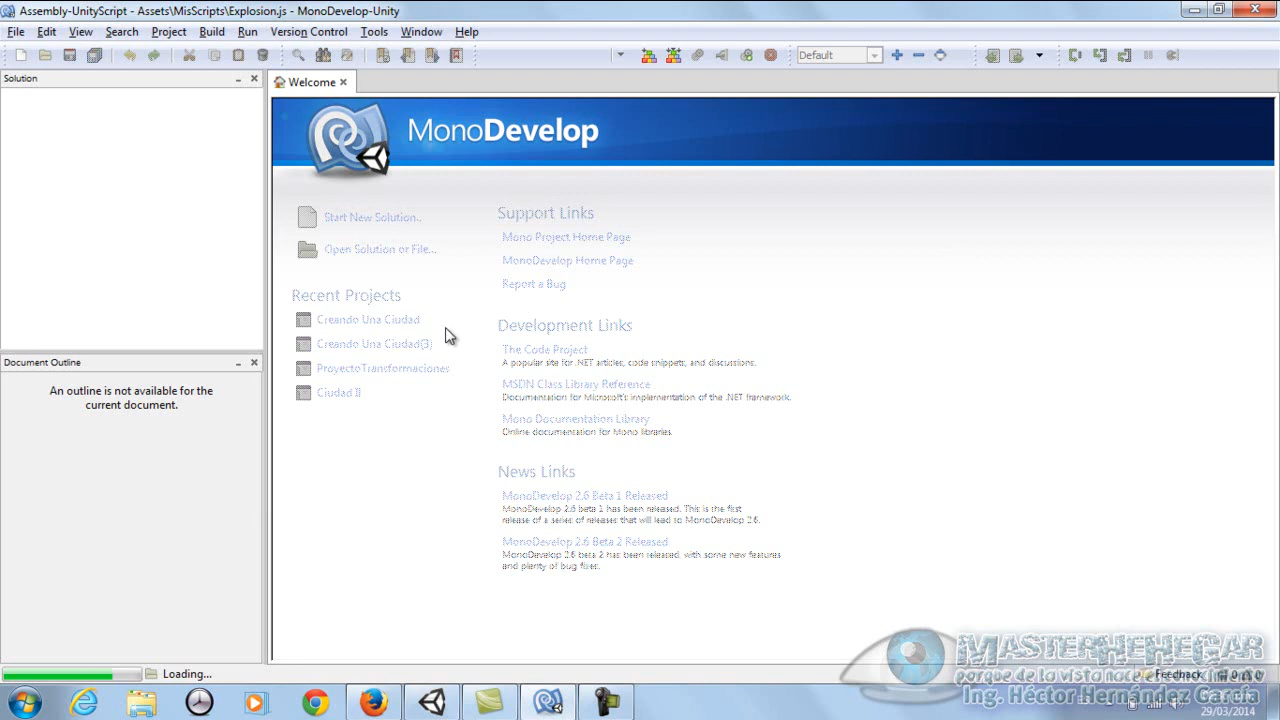 Assembly-UnityScript - Assets\MisScripts\Explosion.js - MonoDevelop-Unity
File Edit View Search Project Build Run Version Control Tools Window Help
Default
Solution
Welcome
MonoDevelop
Start New Solution..
Open Solution or File...
Recent Projects
Creando Una Ciudad
Creando Una Ciudad(3)
ProyectoTransformaciones
Ciudad II
Support Links
Mono Project Home Page
MonoDevelop Home Page
Report a Bug
Development Links
The Code Project
A popular site for .NET articles, code snippets, and discussions.
MSDN Class Library Reference
Documentation for Microsoft's implementation of the .NET framework.
Mono Documentation Library
Online documentation for Mono libraries.
News Links
MonoDevelop 2.6 Beta 1 Released
MonoDevelop 2.6 beta 1 has been released. This is the first
release of a series of releases that will lead to MonoDevelop 2.6.
MonoDevelop 2.6 Beta 2 Released
MonoDevelop 2.6 beta 2 has been released, with some new features
and plenty of bug fixes.
Document Outline
An outline is not available for the
current document.
Loading...
Feedback
MASTERHEHEGAR
porque de la vista nace el
Ing. Héctor Hernández García
29/03/2014